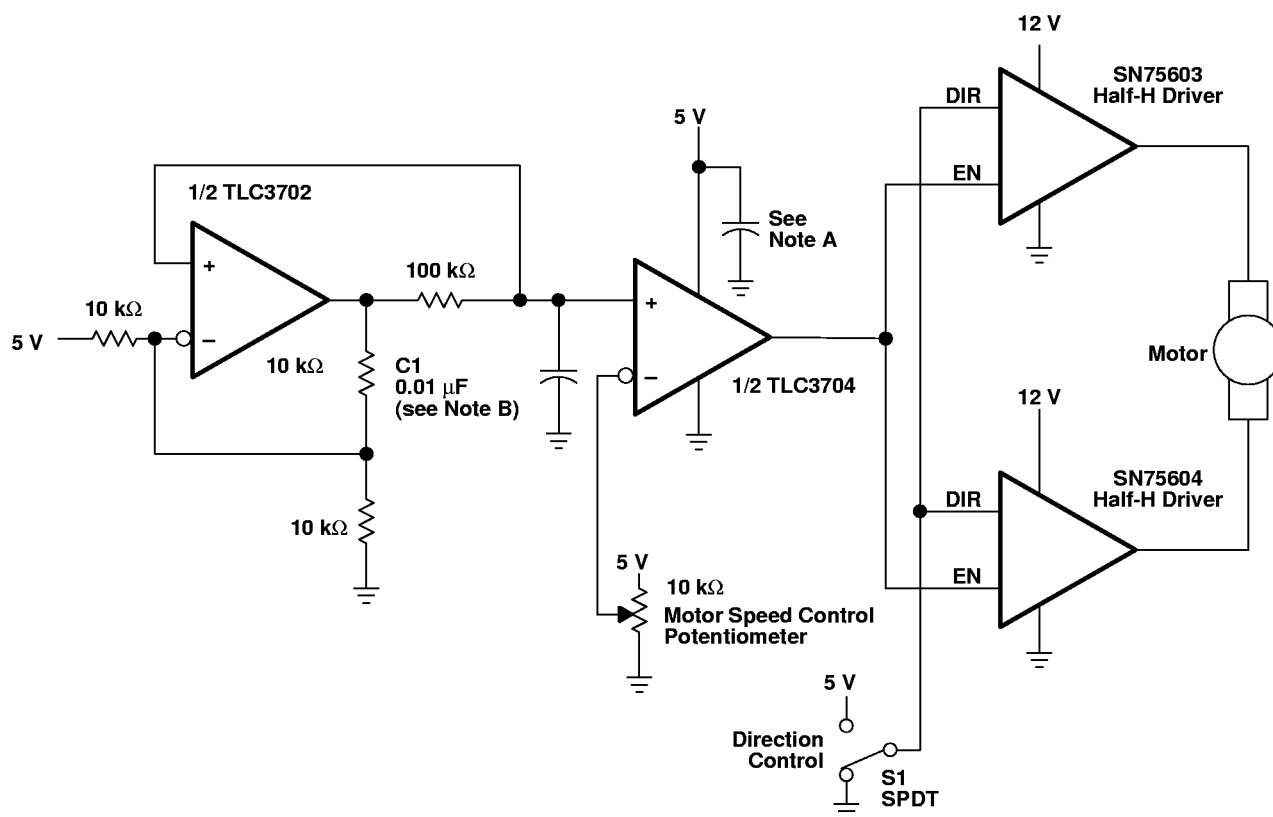 12 V
SN75603
Half-H Driver
DIR
5 V
EN
1/2 TLC3702
See
Note A
+
100 kΩ
10 kΩ
+
5 V
−
10 kΩ
C1
0.01 µF
(see Note B)
−
1/2 TLC3704
Motor
12 V
SN75604
Half-H Driver
DIR
10 kΩ
5 V
10 kΩ
Motor Speed Control
Potentiometer
EN
5 V
Direction
Control
S1
SPDT